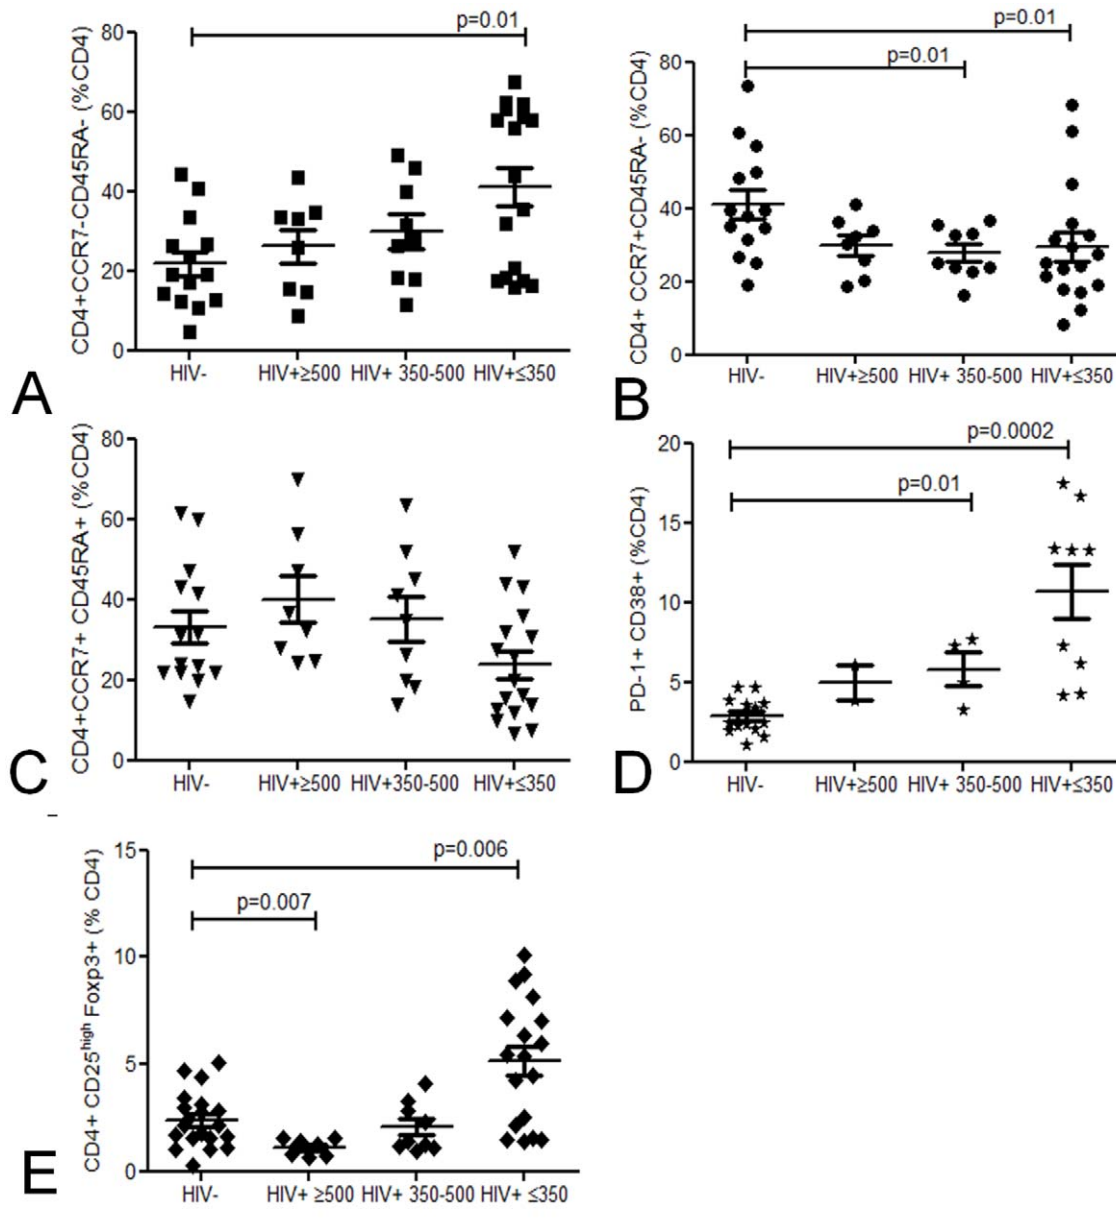 p=0.01
CD4+CCR7-CD45RA- (%CD4)
80
60
40
20
0
HIV- HIV+≥500 HIV+ 350-500 HIV+≤350
A
p=0.01
p=0.01
CD4+ CCR7+CD45RA- (%CD4)
80
60
40
20
0
HIV- HIV+≥500 HIV+ 350-500 HIV+≤350
B
CD4+CCR7+ CD45RA+ (%CD4)
80
60
40
20
0
HIV- HIV+≥500 HIV+350-500 HIV+≤350
C
p=0.0002
p=0.01
PD-1+ CD38+ (%CD4)
20
15
10
5
0
HIV- HIV+≥500 HIV+ 350-500 HIV+≤350
D
p=0.006
p=0.007
CD4+ CD25high Foxp3+ (% CD4)
15
10
5
0
HIV- HIV+ ≥500 HIV+ 350-500 HIV+ ≤350
E